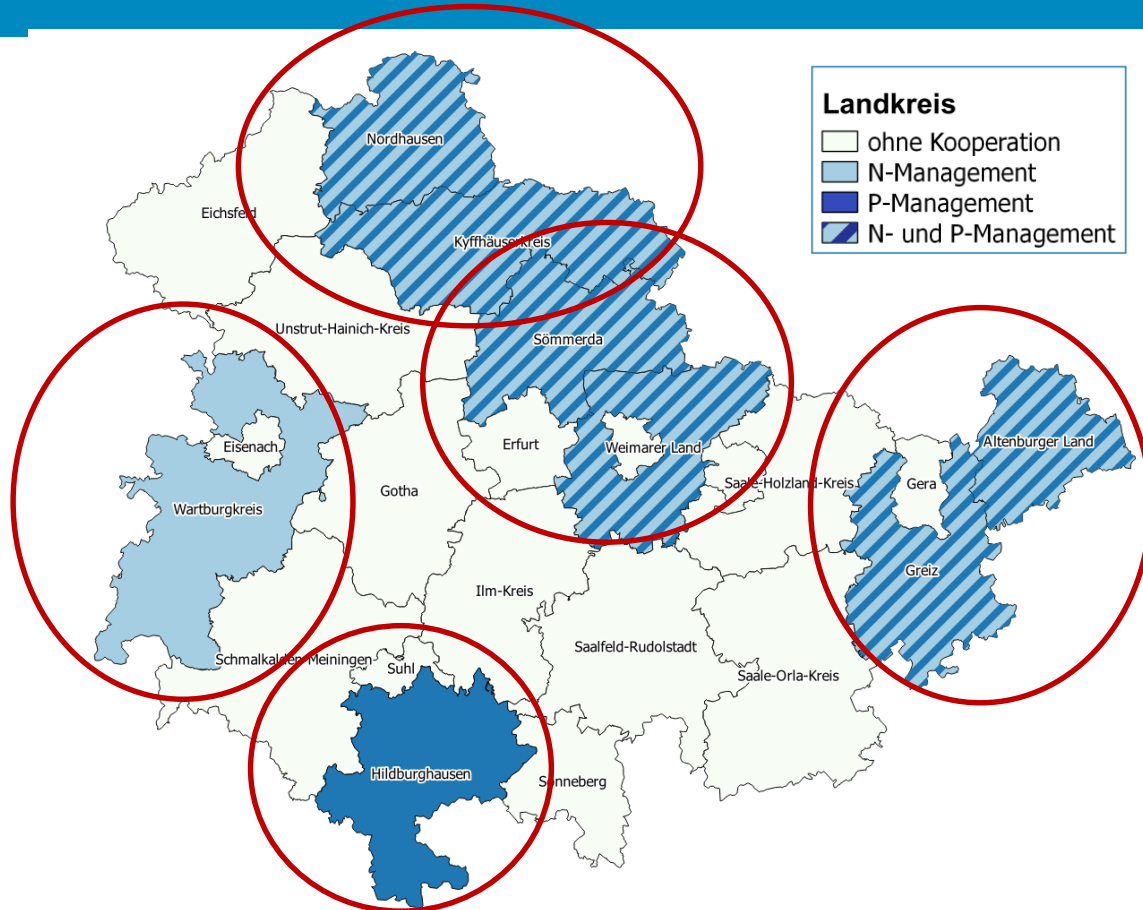 Landkreis
ohne Kooperation
N-Management
P-Management
N- und P-Management
Nordhausen
Eichsfeld
Kyffhäuserkreis
Unstrut-Hainich-Kreis
Sömmerda
Eisenach
Erfurt
Weimarer Land
Altenburger Land
Gotha
Saale-Holzland-Kreis
Gera
Wartburgkreis
Greiz
Ilm-Kreis
Saalfeld-Rudolstadt
Schmalkalden-Meiningen
Suhl
Saale-Orla-Kreis
Hildburghausen
Sonneberg